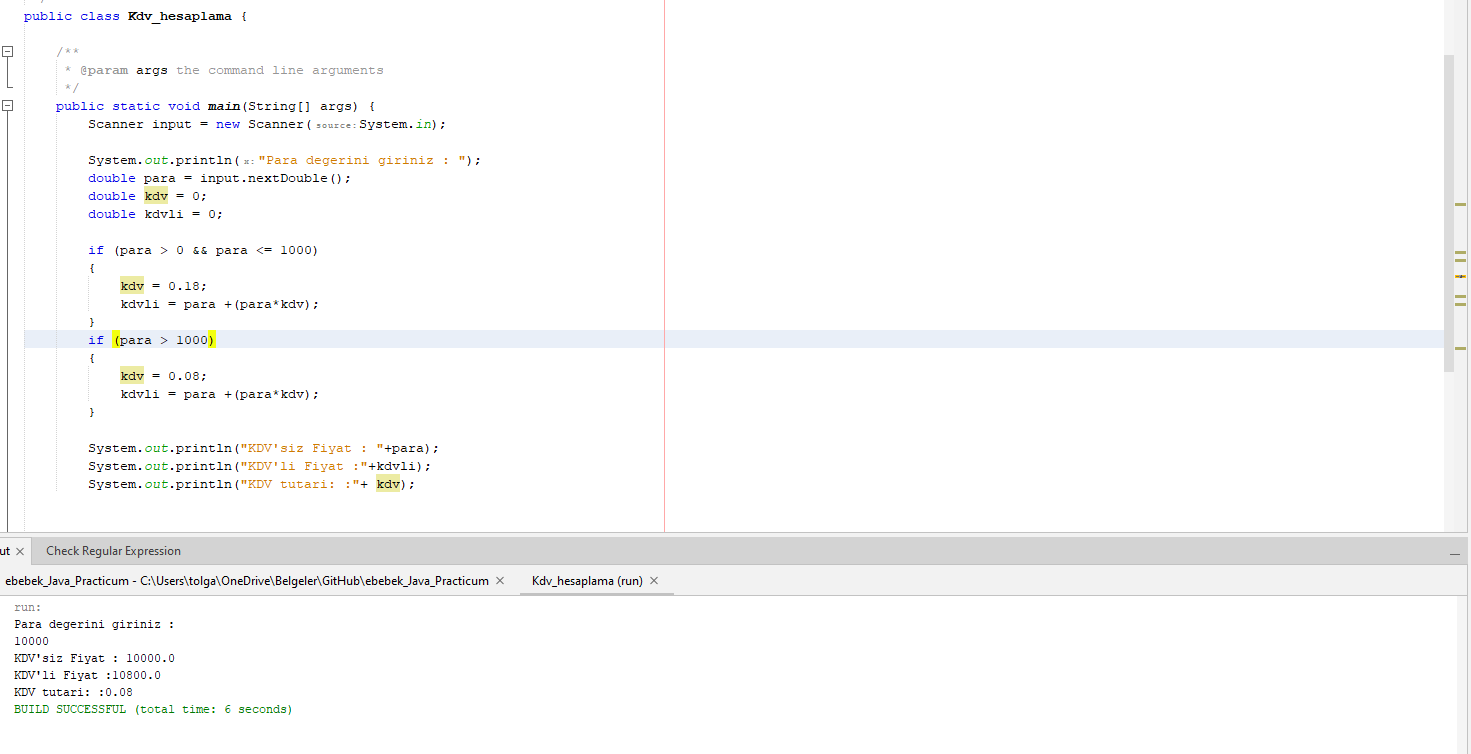 public class Kdv_hesaplama {
/**
* @param args the command line arguments
*/
public static void main(String[] args) {
Scanner input = new Scanner( source: System.in);
System.out.println( x: "Para degerini giriniz : ");
double para = input.nextDouble();
double kdv = 0;
double kdvli = 0;
if (para > 0 && para <= 1000)
{
kdv = 0.18;
kdvli = para +(para*kdv);
}
if (para > 1000)
{
kdv = 0.08;
kdvli = para +(para*kdv);
}
System.out.println("KDV'siz Fiyat : "+para);
System.out.println("KDV'li Fiyat :"+kdvli);
System.out.println("KDV tutari: :"+ kdv);
ut × Check Regular Expression
ebebek_Java_Practicum - C:\Users\tolga\OneDrive\Belgeler\GitHub\ebebek_Java_Practicum × Kdv_hesaplama (run) ×
run:
Para degerini giriniz :
10000
KDV'siz Fiyat : 10000.0
KDV'li Fiyat :10800.0
KDV tutari: :0.08
BUILD SUCCESSFUL (total time: 6 seconds)